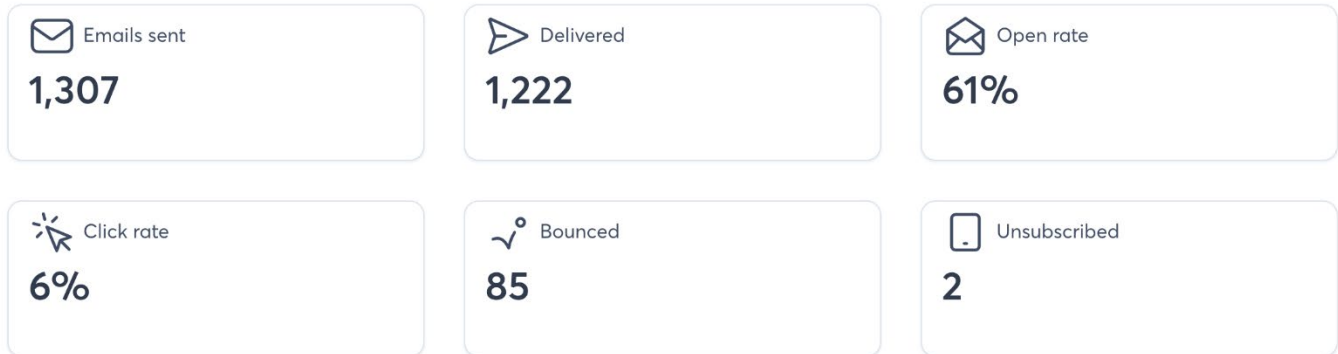 Emails sent
1,307
Delivered
1,222
Open rate
61%
Click rate
6%
Bounced
85
Unsubscribed
2